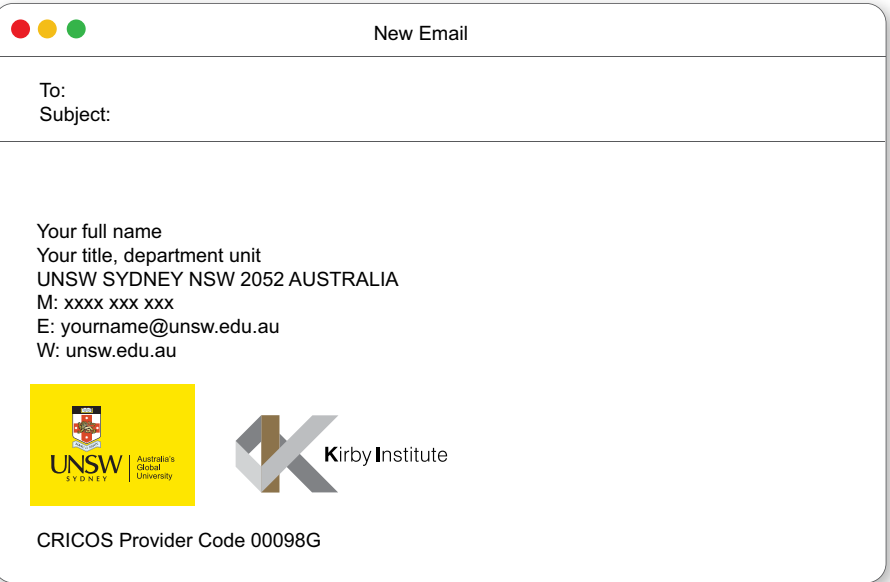 New Email
To:
Subject:
Your full name
Your title, department unit
UNSW SYDNEY NSW 2052 AUSTRALIA
M: xxxx xxx xxx
E: yourname@unsw.edu.au
W: unsw.edu.au
UNSW
SYDNEY
Australia's
Global
University
Kirby Institute
CRICOS Provider Code 00098G